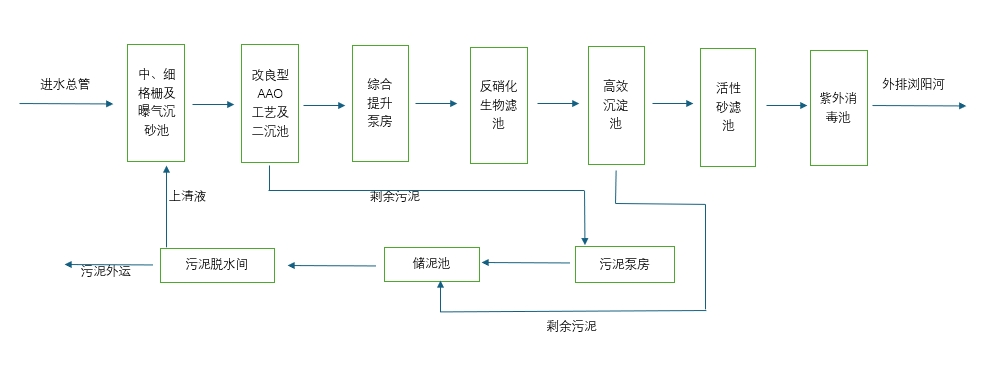 进水总管
中、细
格栅及
曝气沉
砂池
改良型
AAO
工艺及
二沉池
综合
提升
泵房
反硝化
生物滤
池
高效
沉淀
池
活性
砂滤
池
紫外消
毒池
外排浏阳河
上清液
剩余污泥
污泥外运
污泥脱水间
储泥池
污泥泵房
剩余污泥